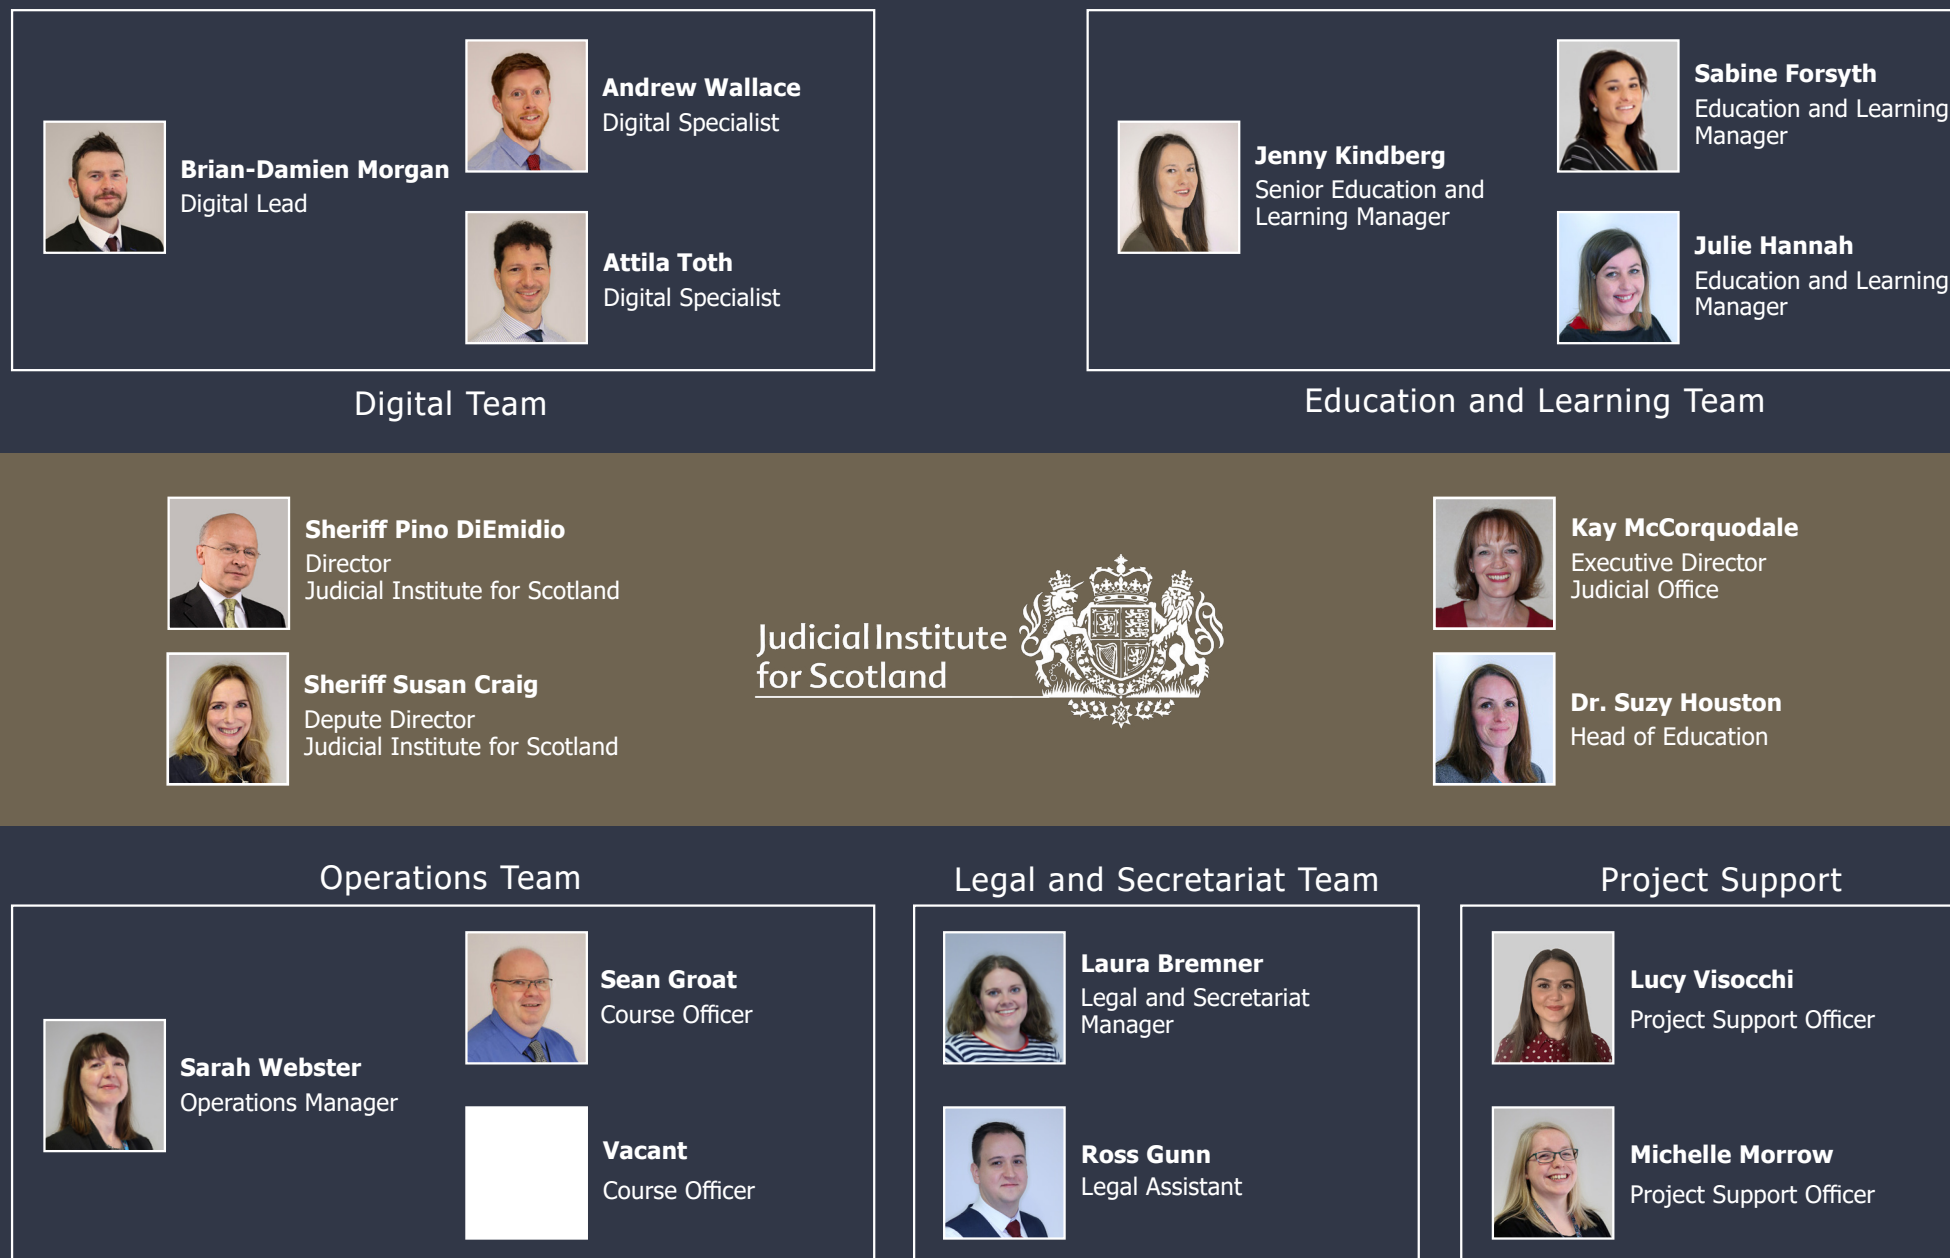 Andrew Wallace
Digital Specialist
Brian-Damien Morgan
Digital Lead
Attila Toth
Digital Specialist
Digital Team
Sabine Forsyth
Education and Learning
Manager
Jenny Kindberg
Senior Education and
Learning Manager
Julie Hannah
Education and Learning
Manager
Education and Learning Team
Sheriff Pino DiEmidio
Director
Judicial Institute for Scotland
Sheriff Susan Craig
Depute Director
Judicial Institute for Scotland
Judicial Institute
for Scotland
Kay McCorquodale
Executive Director
Judicial Office
Dr. Suzy Houston
Head of Education
Operations Team
Sean Groat
Course Officer
Sarah Webster
Operations Manager
Vacant
Course Officer
Legal and Secretariat Team
Laura Bremner
Legal and Secretariat
Manager
Ross Gunn
Legal Assistant
Project Support
Lucy Visocchi
Project Support Officer
Michelle Morrow
Project Support Officer